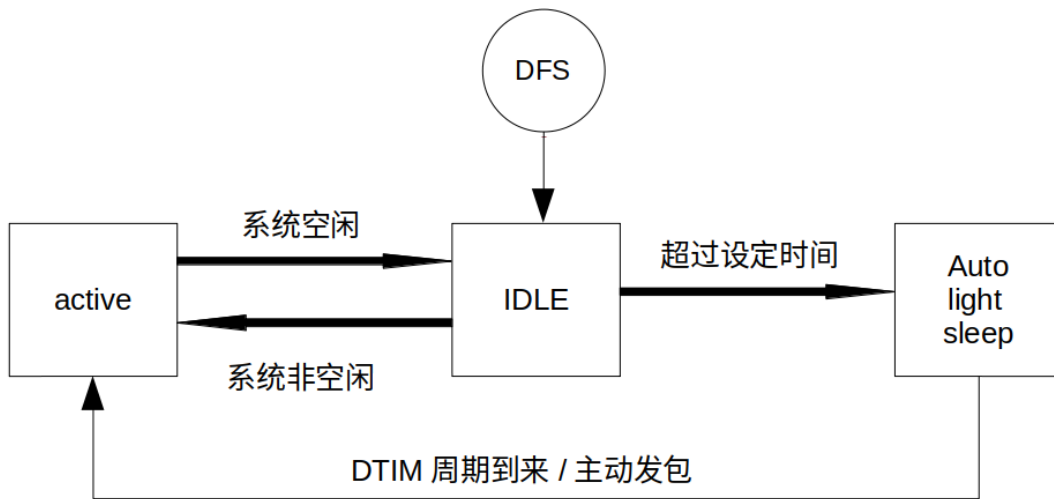 DFS
系统空闲
超过设定时间
active
IDLE
Auto
light
sleep
系统非空闲
DTIM 周期到来 / 主动发包